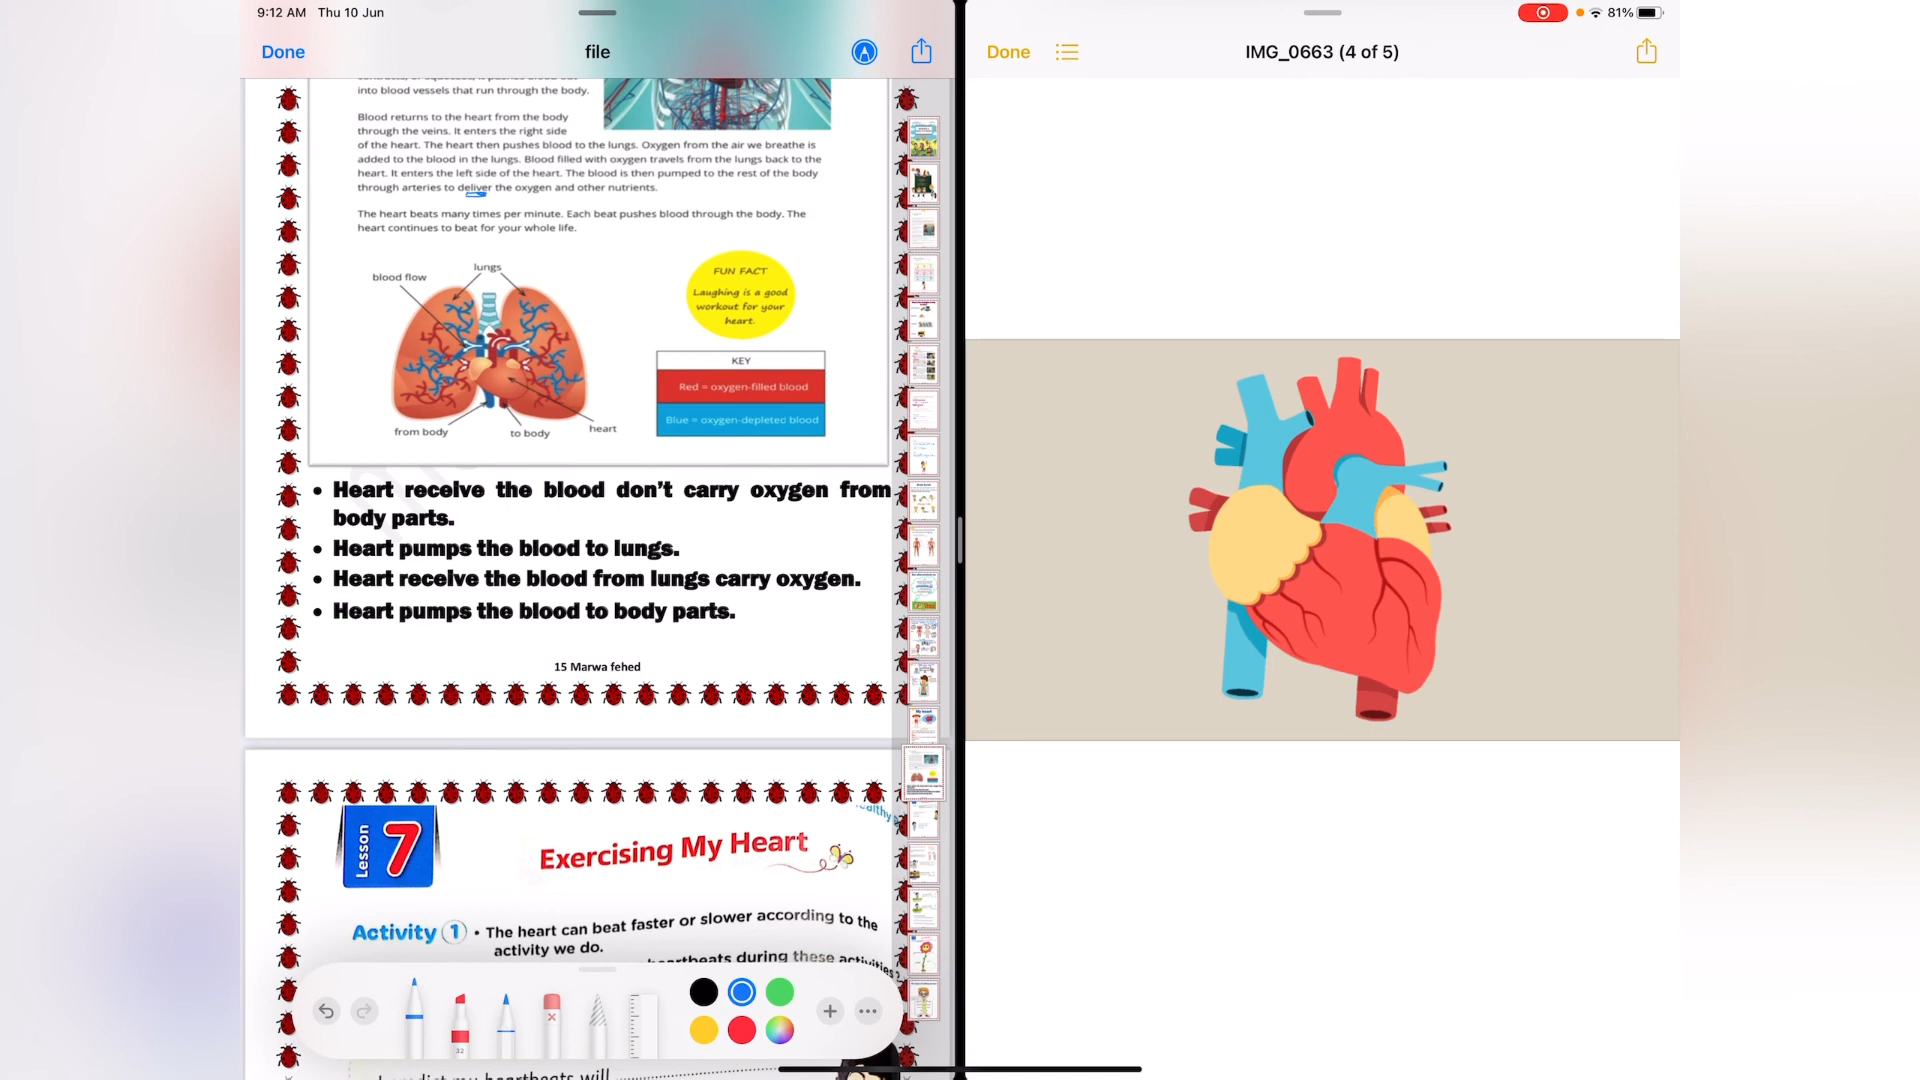 9:12 AM Thu 10 Jun
81%
Done
file
Done
IMG_0663 (4 of 5)
into blood vessels that run through the body.
Blood returns to the heart from the body
through the veins. It enters the right side
of the heart. The heart then pushes blood to the lungs. Oxygen from the air we breathe is
added to the blood in the lungs. Blood filled with oxygen travels from the lungs back to the
heart. It enters the left side of the heart. The blood is then pumped to the rest of the body
through arteries to deliver the oxygen and other nutrients.
The heart beats many times per minute. Each beat pushes blood through the body. The
heart continues to beat for your whole life.
lungs
blood flow
from body
to body
heart
FUN FACT
Laughing is a good
workout for your
heart.
KEY
Red = oxygen-filled blood
Blue = oxygen-depleted blood
• Heart receive the blood don't carry oxygen from
body parts.
• Heart pumps the blood to lungs.
• Heart receive the blood from lungs carry oxygen.
• Heart pumps the blood to body parts.
15 Marwa fehed
Lesson 7
Exercising My Heart
Activity 1 • The heart can beat faster or slower according to the
activity we do.
heartbeats during these activities?
32